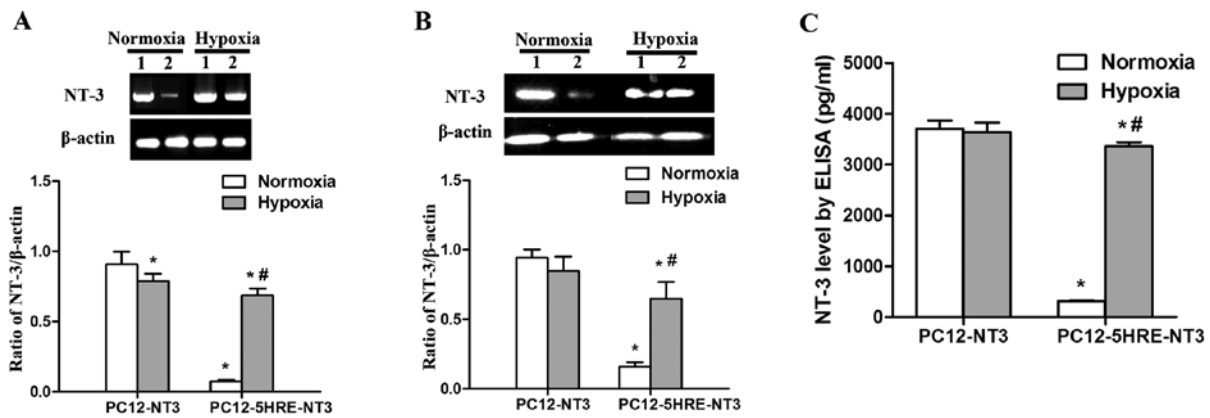 A
Normoxia Hypoxia
1 2 1 2
NT-3
β-actin
Normoxia
Hypoxia
Ratio of NT-3/β-actin
1.5
1.0
0.5
0.0
*
*
* #
PC12-NT3 PC12-5HRE-NT3
B
Normoxia Hypoxia
1 2 1 2
NT-3
β-actin
Normoxia
Hypoxia
Ratio of NT-3/β-actin
1.5
1.0
0.5
0.0
*
* #
PC12-NT3 PC12-5HRE-NT3
C
Normoxia
Hypoxia
NT-3 level by ELISA (pg/ml)
5000
4000
3000
2000
1000
0
*
* #
PC12-NT3 PC12-5HRE-NT3